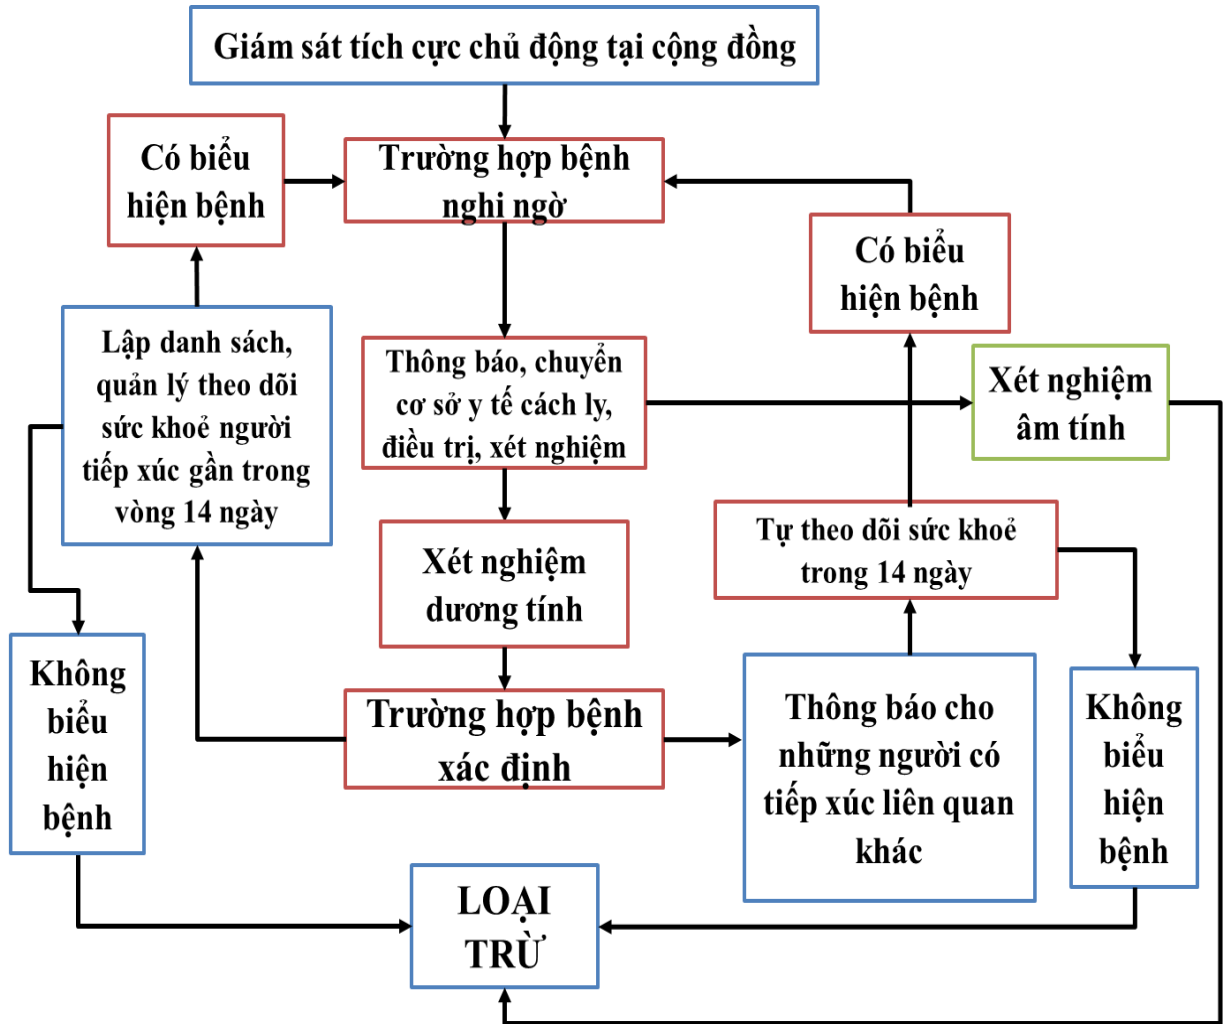 Giám sát tích cực chủ động tại cộng đồng
Có biểu
hiện bệnh
Trường hợp bệnh
nghi ngờ
Có biểu
hiện bệnh
Lập danh sách,
quản lý theo dõi
sức khoẻ người
tiếp xúc gần trong
vòng 14 ngày
Thông báo, chuyển
cơ sở y tế cách ly,
điều trị, xét nghiệm
Xét nghiệm
âm tính
Xét nghiệm
dương tính
Tự theo dõi sức khoẻ
trong 14 ngày
Không
biểu
hiện
bệnh
Trường hợp bệnh
xác định
Thông báo cho
những người có
tiếp xúc liên quan
khác
Không
biểu
hiện
bệnh
LOẠI
TRỪ